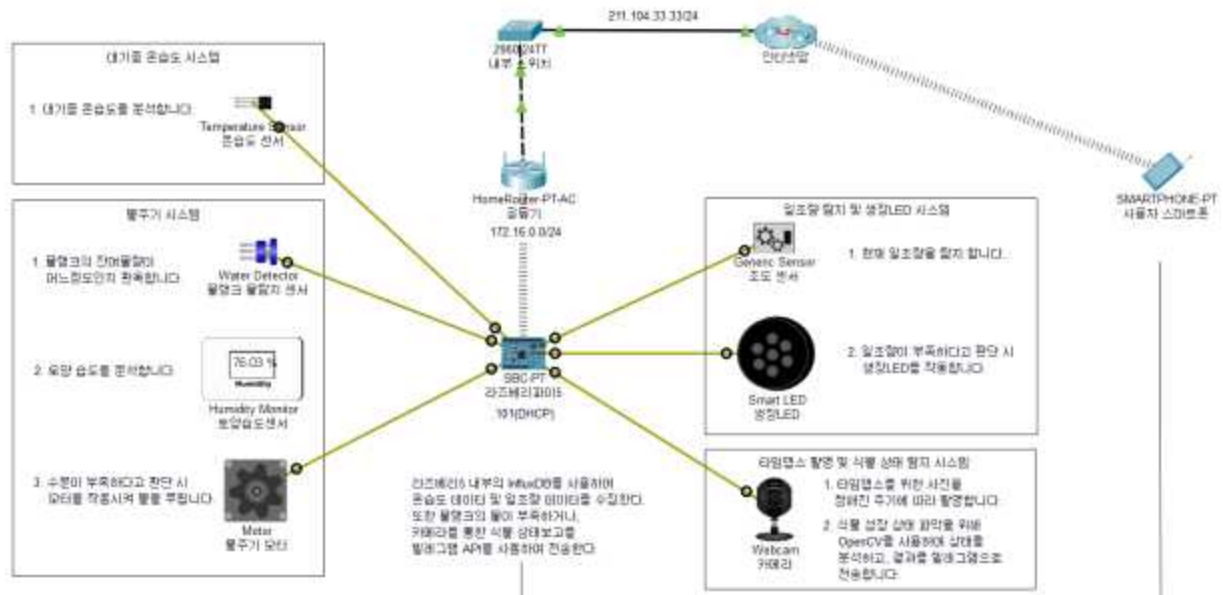 211.104.33.33/24
2960-24TT
내부 스위치
인터넷망
SMARTPHONE-PT
사용자 스마트폰
HomeRouter-PT-AC
공유기
172.16.0.0/24
대기중 온습도 시스템
1. 대기중 온습도를 분석합니다.
Temperature Sensor
온습도 센서
물주기 시스템
1. 물탱크의 잔여물량이
어느정도인지 판독합니다.
Water Detector
물탱크 물탐지 센서
2. 토양 습도를 분석합니다.
76.03 %
Humidity
Humidity Monitor
토양습도센서
3. 수분이 부족하다고 판단 시
모터를 작동시켜 물을 줍니다.
Motor
물주기 모터
SBC-PT
라즈베리파이5
101(DHCP)
라즈베리5 내부의 InfluxDB를 사용하여
온습도 데이터 및 일조량 데이터를 수집한다.
또한 물탱크의 물이 부족하거나,
카메라를 통한 식물 상태보고를
텔레그램 API를 사용하여 전송한다.
일조량 탐지 및 생장LED 시스템
Generic Sensor
조도 센서
1. 현재 일조량을 탐지 합니다.
Smart LED
생장LED
2. 일조량이 부족하다고 판단 시
생장LED를 작동합니다.
타임랩스 촬영 및 식물 상태 탐지 시스템
Webcam
카메라
1. 타임랩스를 위한 사진을
정해진 주기에 따라 촬영합니다.
2. 식물 성장 상태 파악을 위해
OpenCV를 사용하여 상태를
분석하고, 결과를 텔레그램으로
전송합니다.